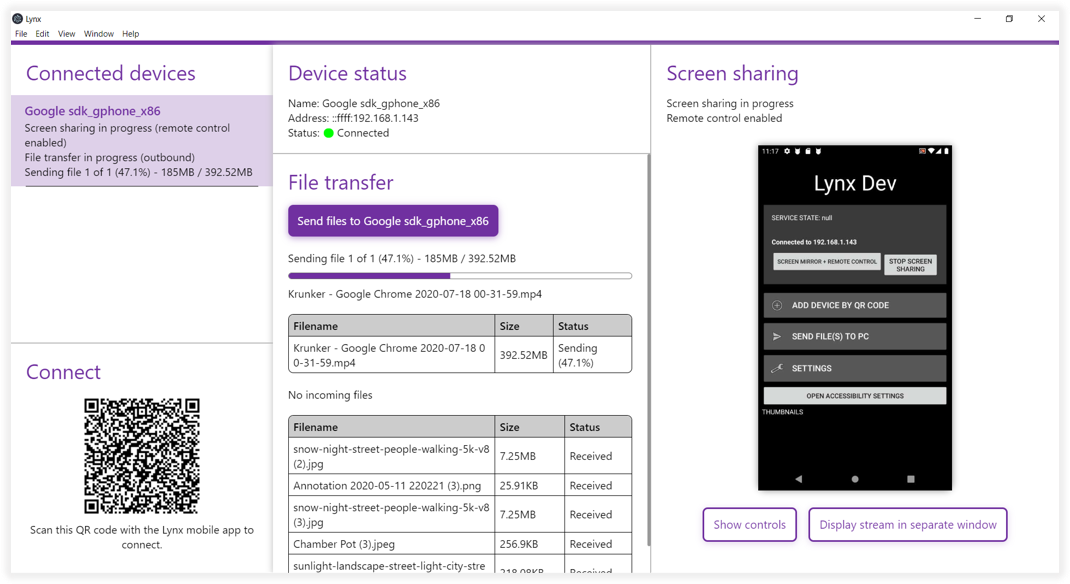 Lynx
File Edit View Window Help
Connected devices
Google sdk_gphone_x86
Screen sharing in progress (remote control
enabled)
File transfer in progress (outbound)
Sending file 1 of 1 (47.1%) - 185MB / 392.52MB
Connect
Scan this QR code with the Lynx mobile app to
connect.
Device status
Name: Google sdk_gphone_x86
Address: ::ffff:192.168.1.143
Status: Connected
File transfer
Send files to Google sdk_gphone_x86
Sending file 1 of 1 (47.1%) - 185MB / 392.52MB
Krunker - Google Chrome 2020-07-18 00-31-59.mp4
Filename Size Status
Krunker - Google Chrome 2020-07-18 0
0-31-59.mp4
392.52MB
Sending
(47.1%)
No incoming files
Filename Size Status
snow-night-street-people-walking-5k-v8
(2).jpg
7.25MB Received
Annotation 2020-05-11 220221 (3).png 25.91KB Received
snow-night-street-people-walking-5k-v8
(3).jpg
7.25MB Received
Chamber Pot (3).jpeg 256.9KB Received
sunlight-landscape-street-light-city-stre
218.08KB Received
Screen sharing
Screen sharing in progress
Remote control enabled
11:17
Lynx Dev
SERVICE STATE: null
Connected to 192.168.1.143
SCREEN MIRROR + REMOTE CONTROL
STOP SCREEN
SHARING
ADD DEVICE BY QR CODE
SEND FILE(S) TO PC
SETTINGS
OPEN ACCESSIBILITY SETTINGS
THUMBNAILS
Show controls
Display stream in separate window